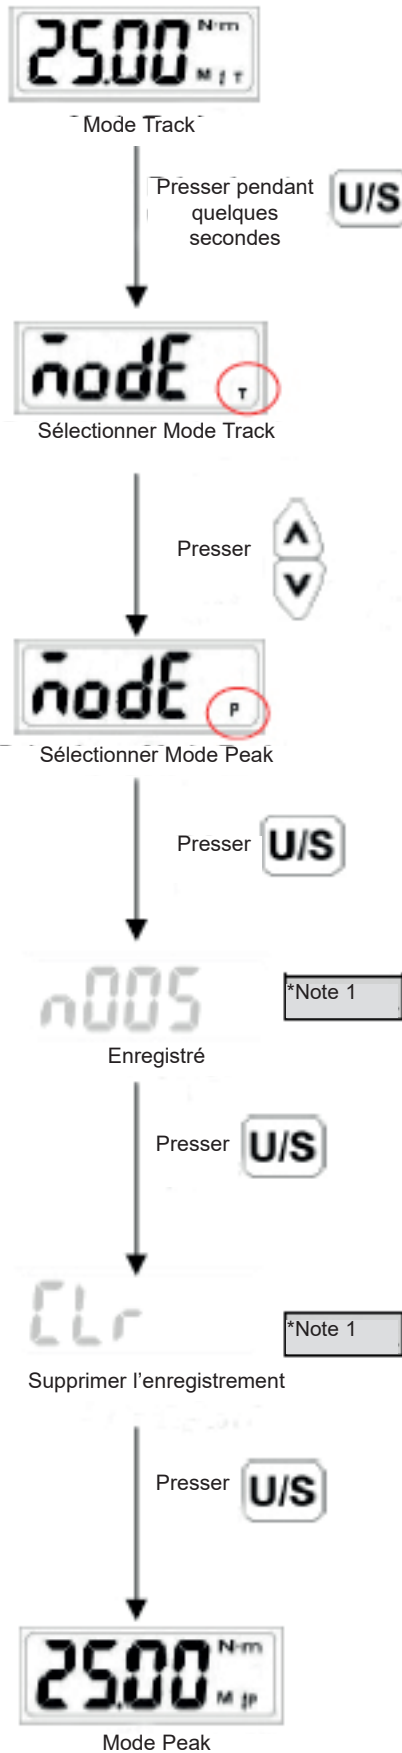 25.00 N·m
M / T
Mode Track
Presser pendant
quelques
secondes
U/S
modE T
Sélectionner Mode Track
Presser
modE P
Sélectionner Mode Peak
Presser U/S
n005
*Note 1
Enregistré
Presser U/S
CLr
*Note 1
Supprimer l’enregistrement
Presser U/S
25.00 N·m
M / P
Mode Peak